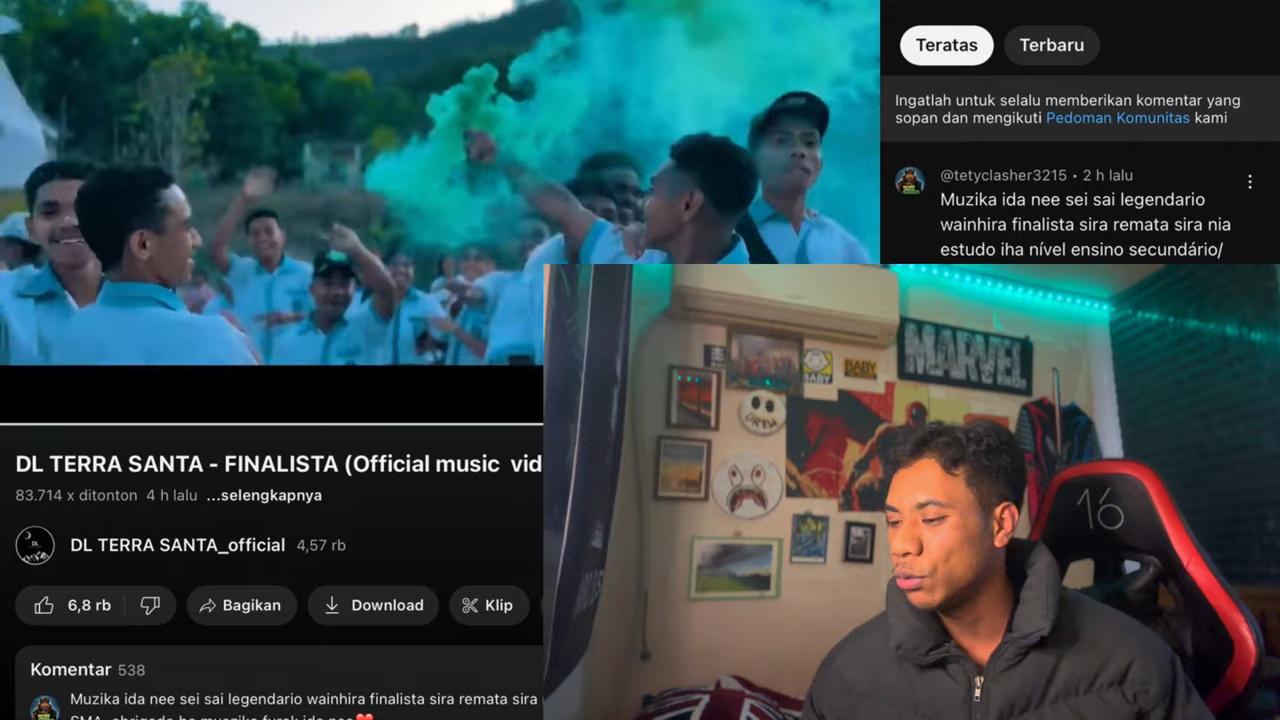 Teratas
Terbaru
Ingatlah untuk selalu memberikan komentar yang
sopan dan mengikuti Pedoman Komunitas kami
@tetyclasher3215 • 2 h lalu
Muzika ida nee sei sai legendario
wainhira finalista sira remata sira nia
estudo iha nível ensino secundário/
DL TERRA SANTA - FINALISTA (Official music vid
83.714 x ditonton 4 h lalu ...selengkapnya
DL TERRA SANTA_official 4,57 rb
6,8 rb
Bagikan
Download
Klip
Komentar 538
Muzika ida nee sei sai legendario wainhira finalista sira remata sira
MARVEL
BABY
BABY
DREW
16